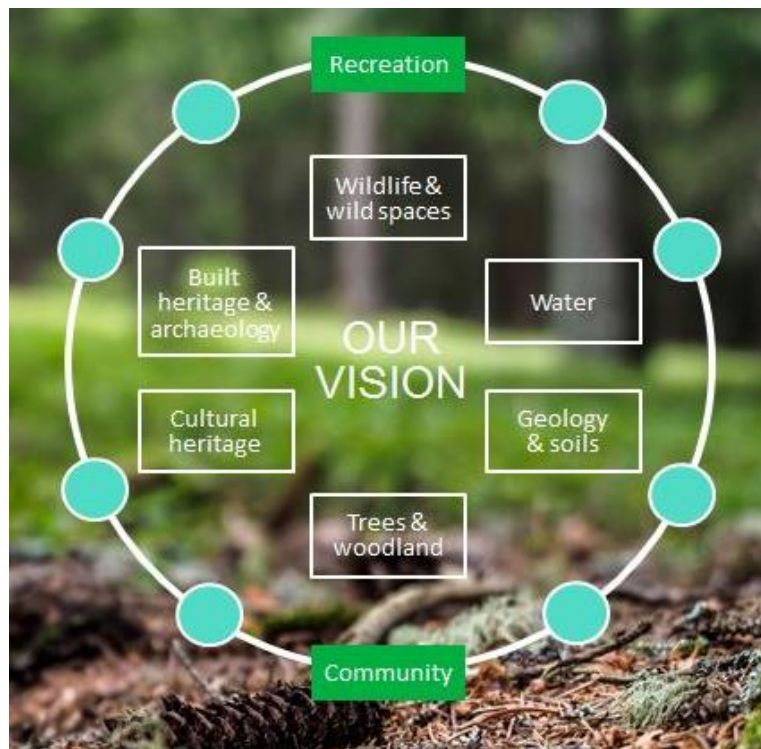 Recreation
Wildlife &
wild spaces
Built
heritage &
archaeology
Water
OUR
VISION
Cultural
heritage
Geology
& soils
Trees &
woodland
Community